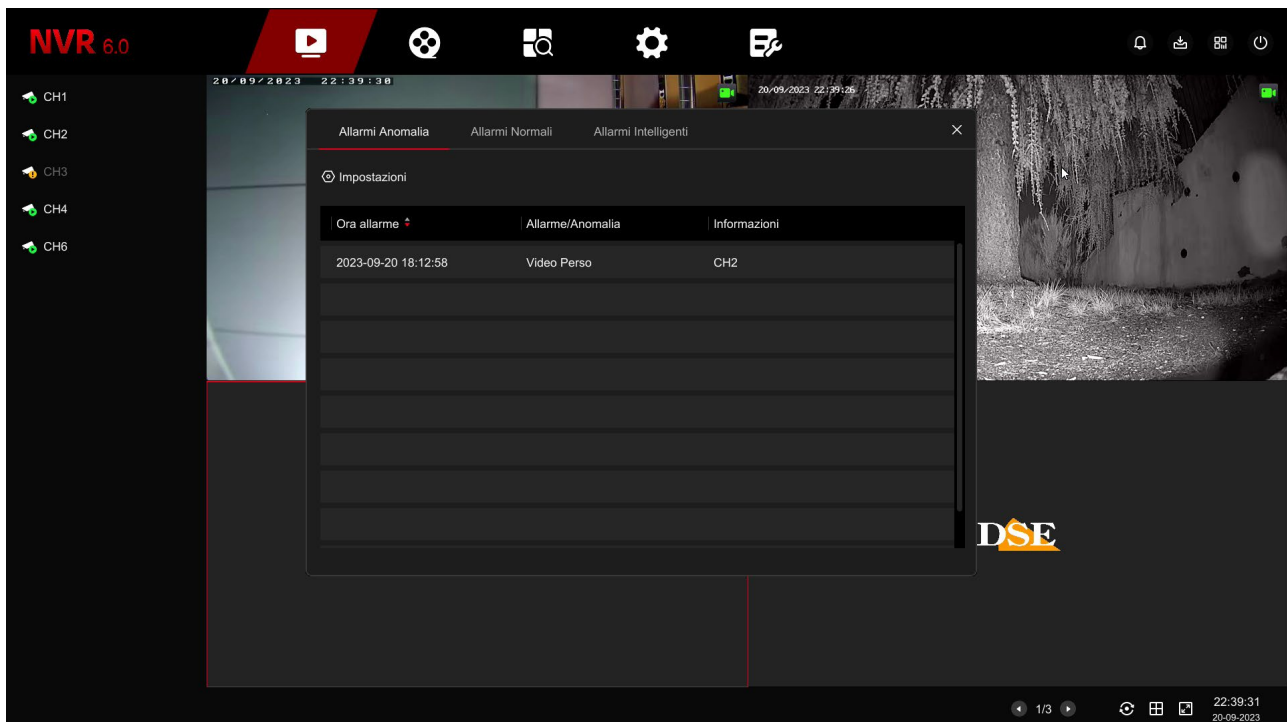 NVR 6.0
CH1
CH2
CH3
CH4
CH6
20/09/2023 22:39:30
20/09/2023 22:39:26
Allarmi Anomalia Allarmi Normali Allarmi Intelligenti
Impostazioni
Ora allarme Allarme/Anomalia Informazioni
2023-09-20 18:12:58 Video Perso CH2
DSE
1/3
22:39:31
20-09-2023